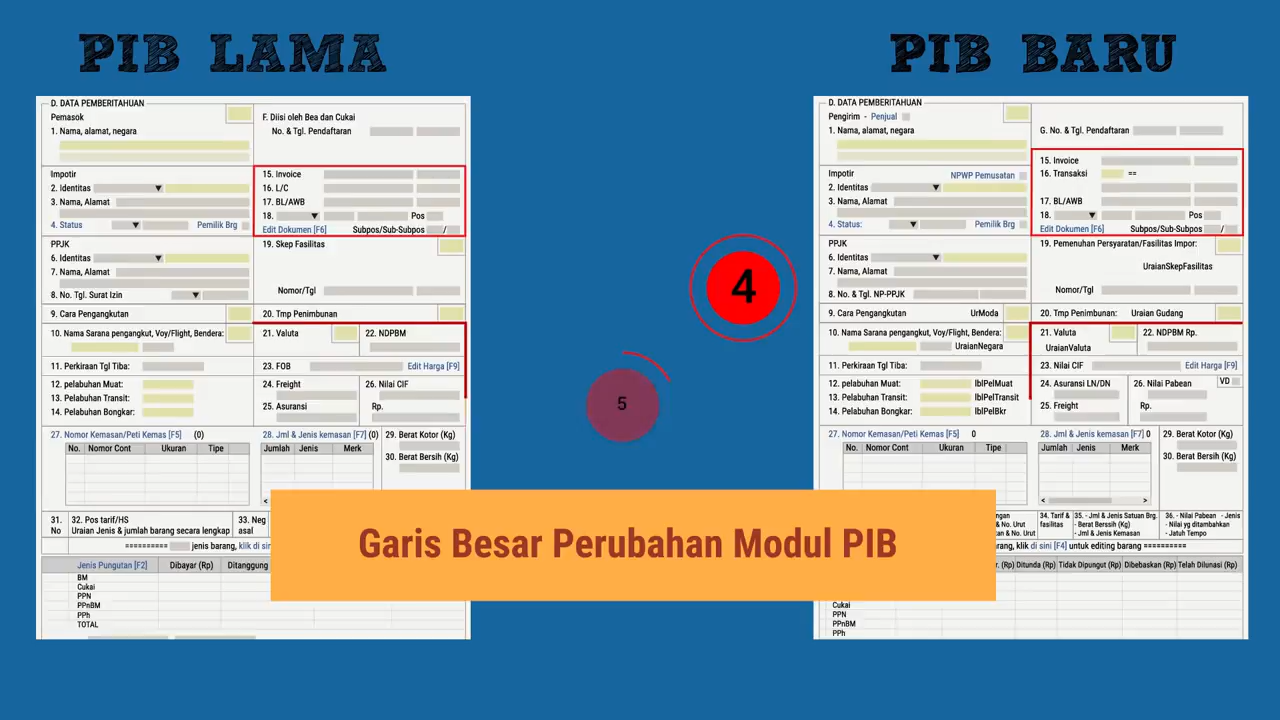 PIB LAMA
D. DATA PEMBERITAHUAN
Pemasok
1. Nama, alamat, negara
F. Diisi oleh Bea dan Cukai
No. & Tgl. Pendaftaran
Impotir
2. Identitas
3. Nama, Alamat
4. Status
Pemilik Brg
15. Invoice
16. L/C
17. BL/AWB
18.
Pos
Edit Dokumen [F6]
Subpos/Sub-Subpos
/
PPJK
6. Identitas
7. Nama, Alamat
8. No. Tgl. Surat Izin
19. Skep Fasilitas
Nomor/Tgl
9. Cara Pengangkutan
20. Tmp Penimbunan
10. Nama Sarana pengangkut, Voy/Flight, Bendera:
21. Valuta
22. NDPBM
11. Perkiraan Tgl Tiba:
23. FOB
Edit Harga [F9]
12. pelabuhan Muat:
13. Pelabuhan Transit:
14. Pelabuhan Bongkar:
24. Freight
25. Asuransi
26. Nilai CIF
Rp.
27. Nomor Kemasan/Peti Kemas [F5] (0)
28. Jml & Jenis kemasan [F7] (0)
29. Berat Kotor (Kg)
No. Nomor Cont Ukuran Tipe
Jumlah Jenis Merk
30. Berat Bersih (Kg)
<
31. No
32. Pos tarif/HS
Uraian Jenis & jumlah barang secara lengkap
33. Neg
asal
========== jenis barang, klik di sini
Jenis Pungutan [F2] Dibayar (Rp) Ditanggung
BM
Cukai
PPN
PPnBM
PPh
TOTAL
4
5
Garis Besar Perubahan Modul PIB
PIB BARU
D. DATA PEMBERITAHUAN
Pengirim - Penjual
1. Nama, alamat, negara
G. No. & Tgl. Pendaftaran
Impotir
NPWP Pemusatan
2. Identitas
3. Nama, Alamat
4. Status:
Pemilik Brg
15. Invoice
16. Transaksi ==
17. BL/AWB
18.
Pos
Edit Dokumen [F6]
Subpos/Sub-Subpos
/
PPJK
6. Identitas
7. Nama, Alamat
8. No. & Tgl. NP-PPJK
19. Pemenuhan Persyaratan/Fasilitas Impor:
UraianSkepFasilitas
Nomor/Tgl
9. Cara Pengangkutan UrModa
20. Tmp Penimbunan: Uraian Gudang
10. Nama Sarana pengangkut, Voy/Flight, Bendera:
UraianNegara
21. Valuta
UraianValuta
22. NDPBM Rp.
11. Perkiraan Tgl Tiba:
23. Nilai CIF
Edit Harga [F9]
12. pelabuhan Muat: lblPelMuat
13. Pelabuhan Transit: lblPelTransit
14. Pelabuhan Bongkar: lblPelBkr
24. Asuransi LN/DN
25. Freight
26. Nilai Pabean
VD
Rp.
27. Nomor Kemasan/Peti Kemas [F5] 0
28. Jml & Jenis kemasan [F7] 0
29. Berat Kotor (Kg)
No. Nomor Cont Ukuran Tipe
Jumlah Jenis Merk
30. Berat Bersih (Kg)
< >
& No. Urut
& No. Urut
34. Tarif &
fasilitas
35. - Jml & Jenis Satuan Brg.
- Berat Berssih (Kg)
- Jml & Jenis Kemasan
36. - Nilai Pabean - Jenis
- Nilai yg ditambahkan
- Jatuh Tempo
klik di sini [F4] untuk editing barang ==========
(Rp) Ditunda (Rp) Tidak Dipungut (Rp) Dibebaskan (Rp) Telah Dilunasi (Rp)
Cukai
PPN
PPnBM
PPh